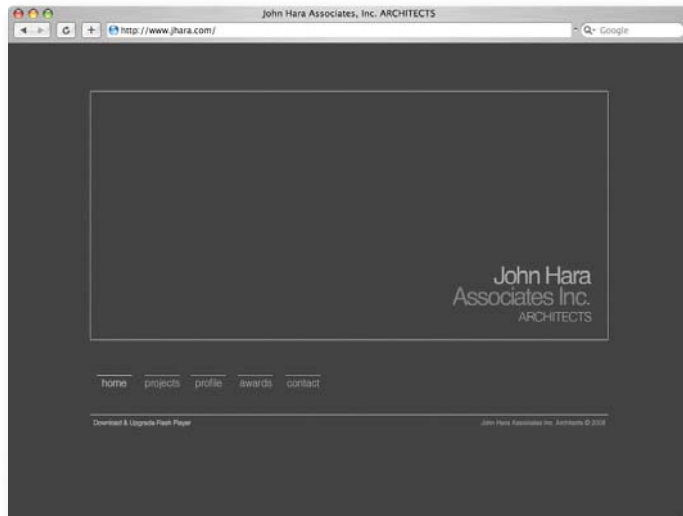 John Hara Associates, Inc. ARCHITECTS
http://www.jhara.com/
Google
John Hara
Associates Inc.
ARCHITECTS
home projects profile awards contact
Download & Upgrade Flash Player
John Hara Associates Inc. Architects © 2008